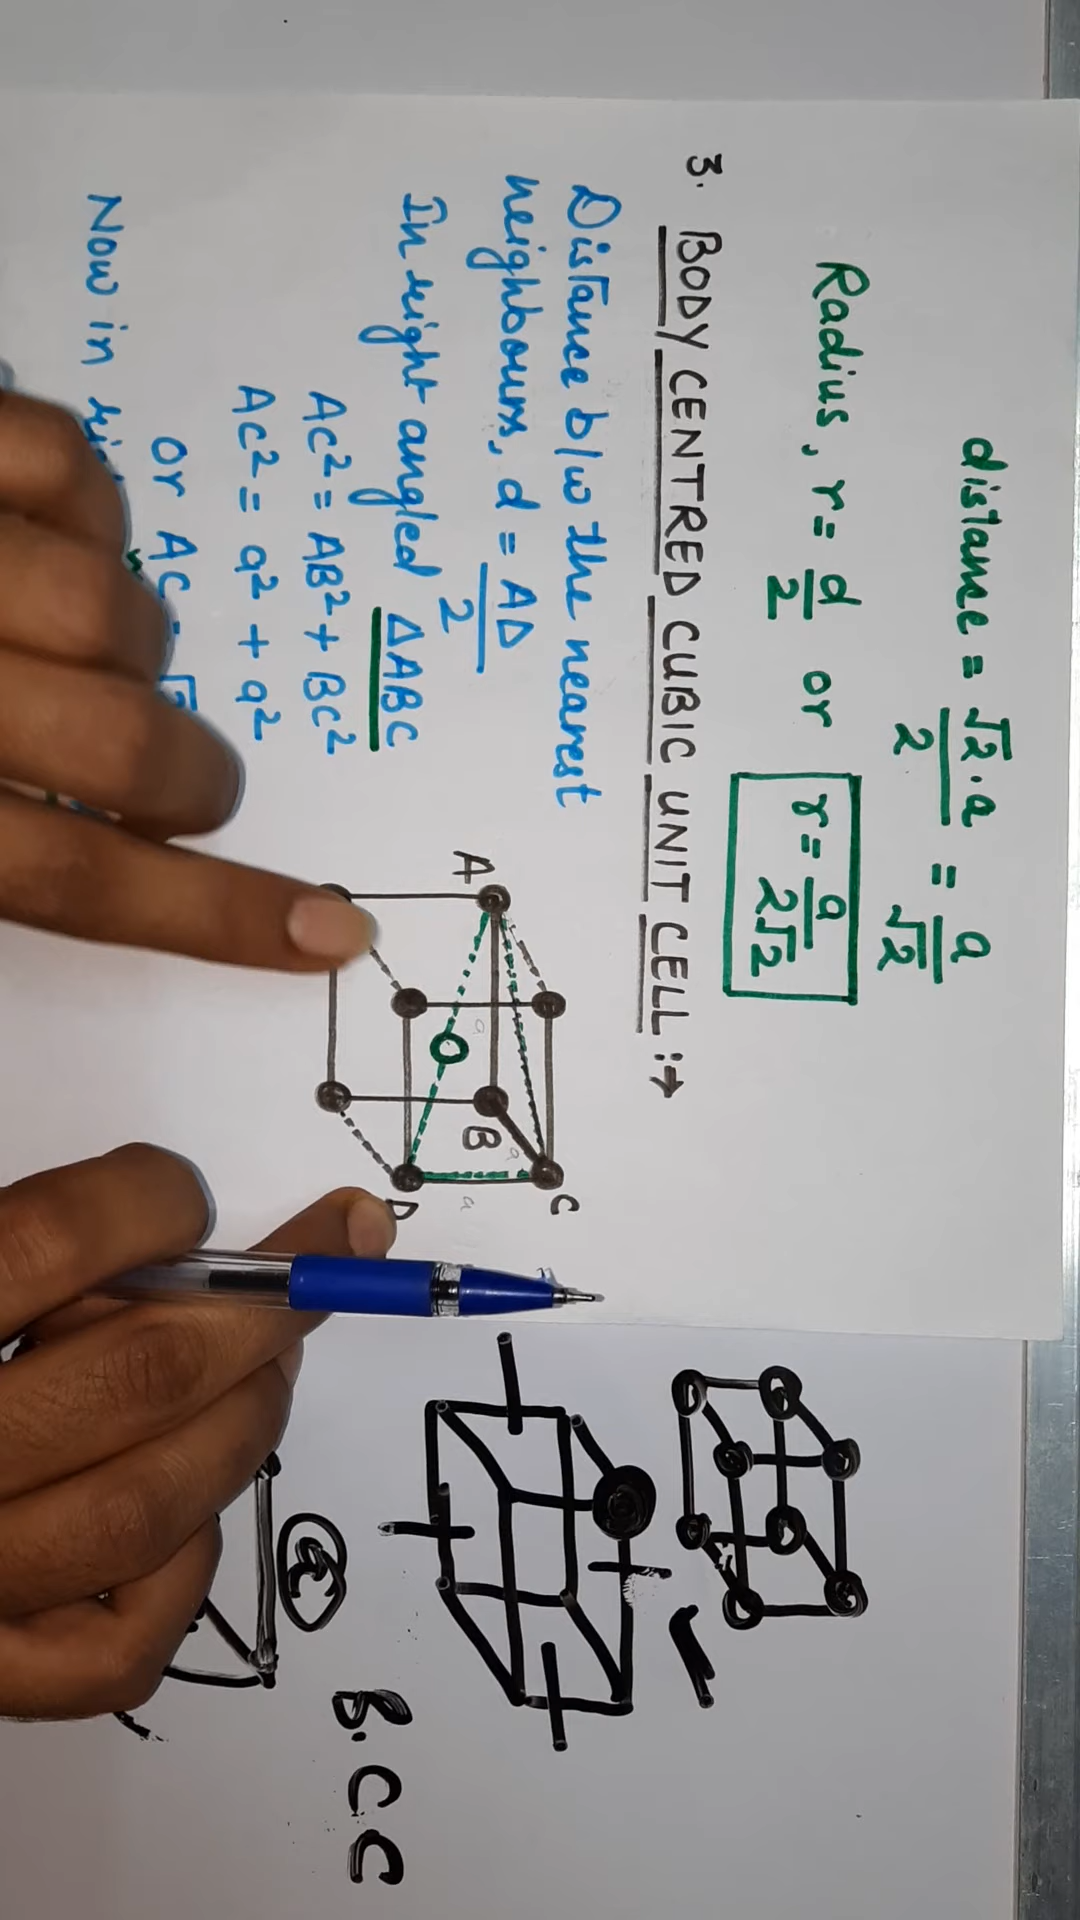 distance = √2·a/2 = a/√2
Radius, r = d/2 or r = a/2√2
3. BODY CENTRED CUBIC UNIT CELL :→
Distance b/w the nearest
neighbours, d = AD/2
In right angled ΔABC
AC² = AB² + BC²
AC² = a² + a²
or AC
Now in
A
B
C
D
a
a
a
B.C.C